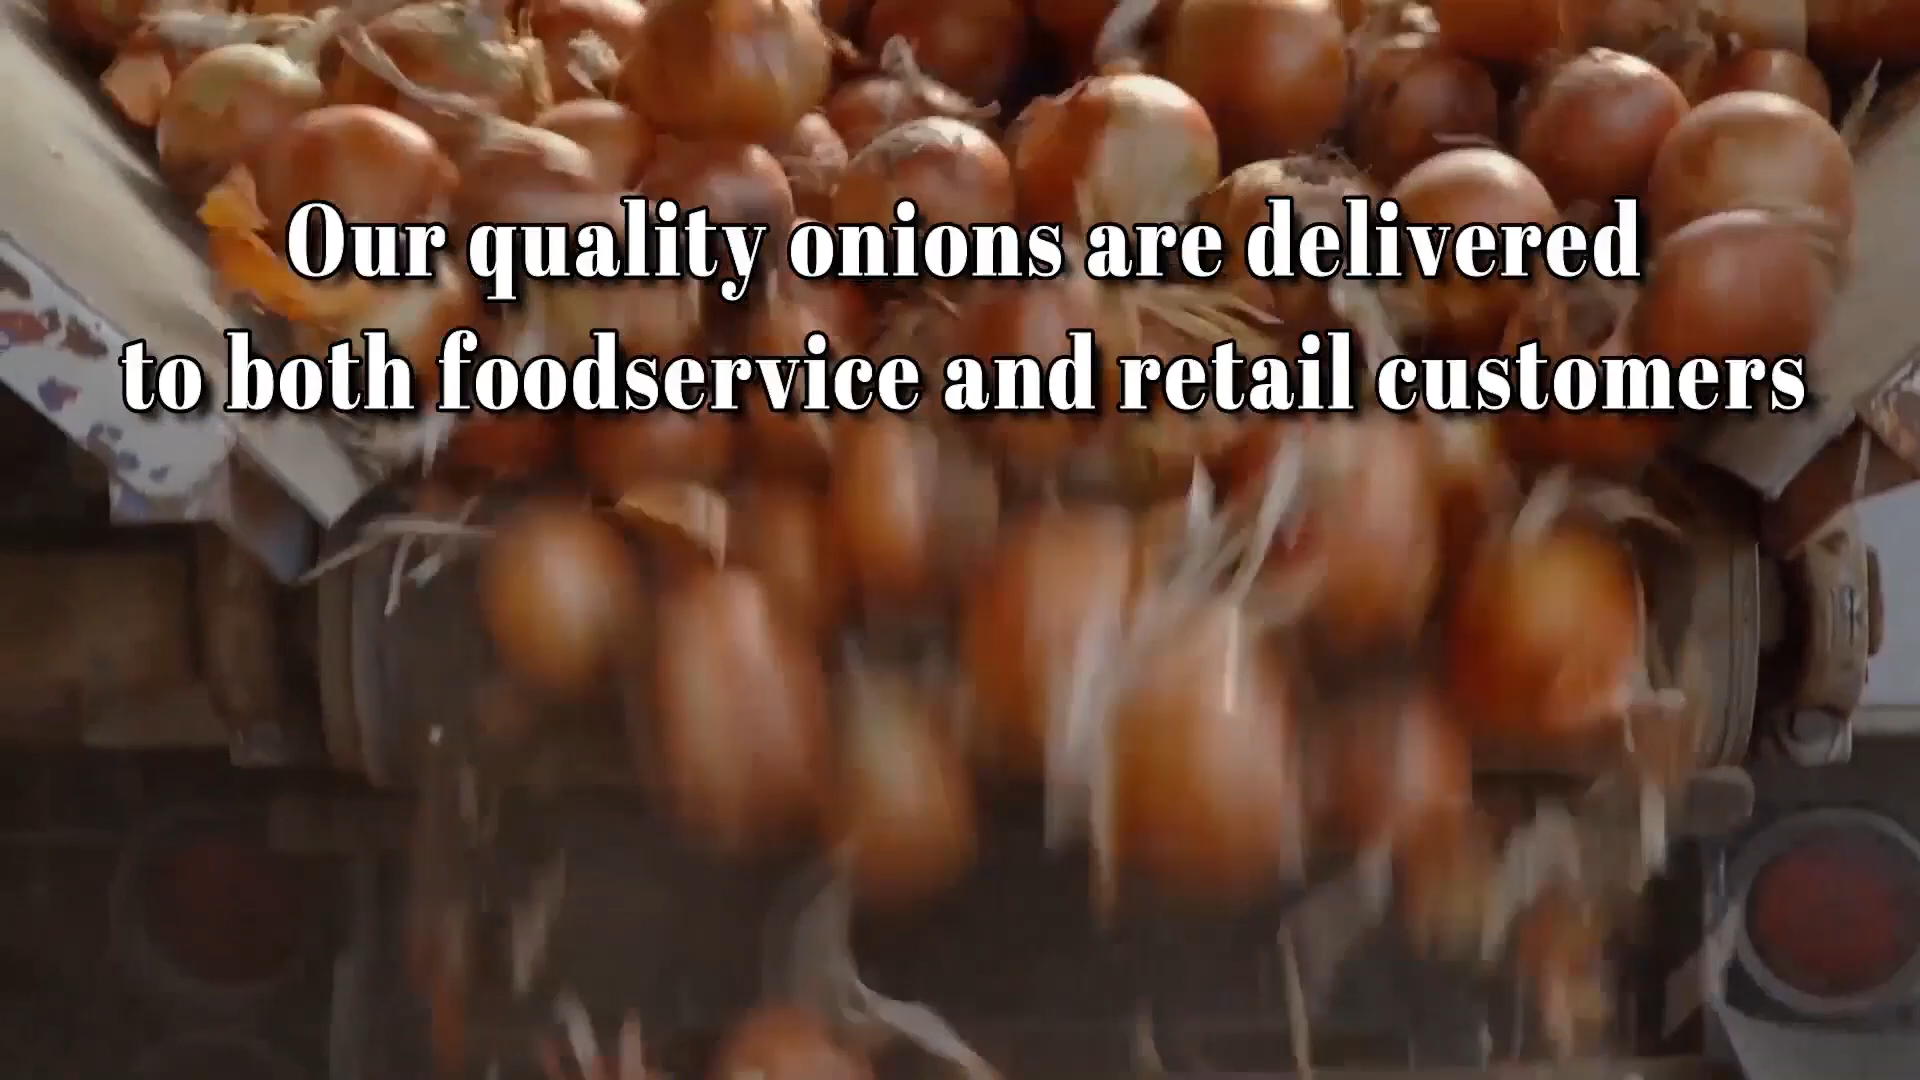 Our quality onions are delivered
to both foodservice and retail customers